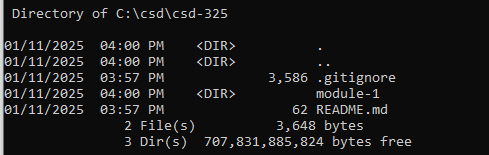 Directory of C:\csd\csd-325
01/11/2025  04:00 PM    <DIR>          .
01/11/2025  04:00 PM    <DIR>          ..
01/11/2025  03:57 PM             3,586 .gitignore
01/11/2025  04:00 PM    <DIR>          module-1
01/11/2025  03:57 PM                62 README.md
2 File(s)          3,648 bytes
3 Dir(s)  707,831,885,824 bytes free